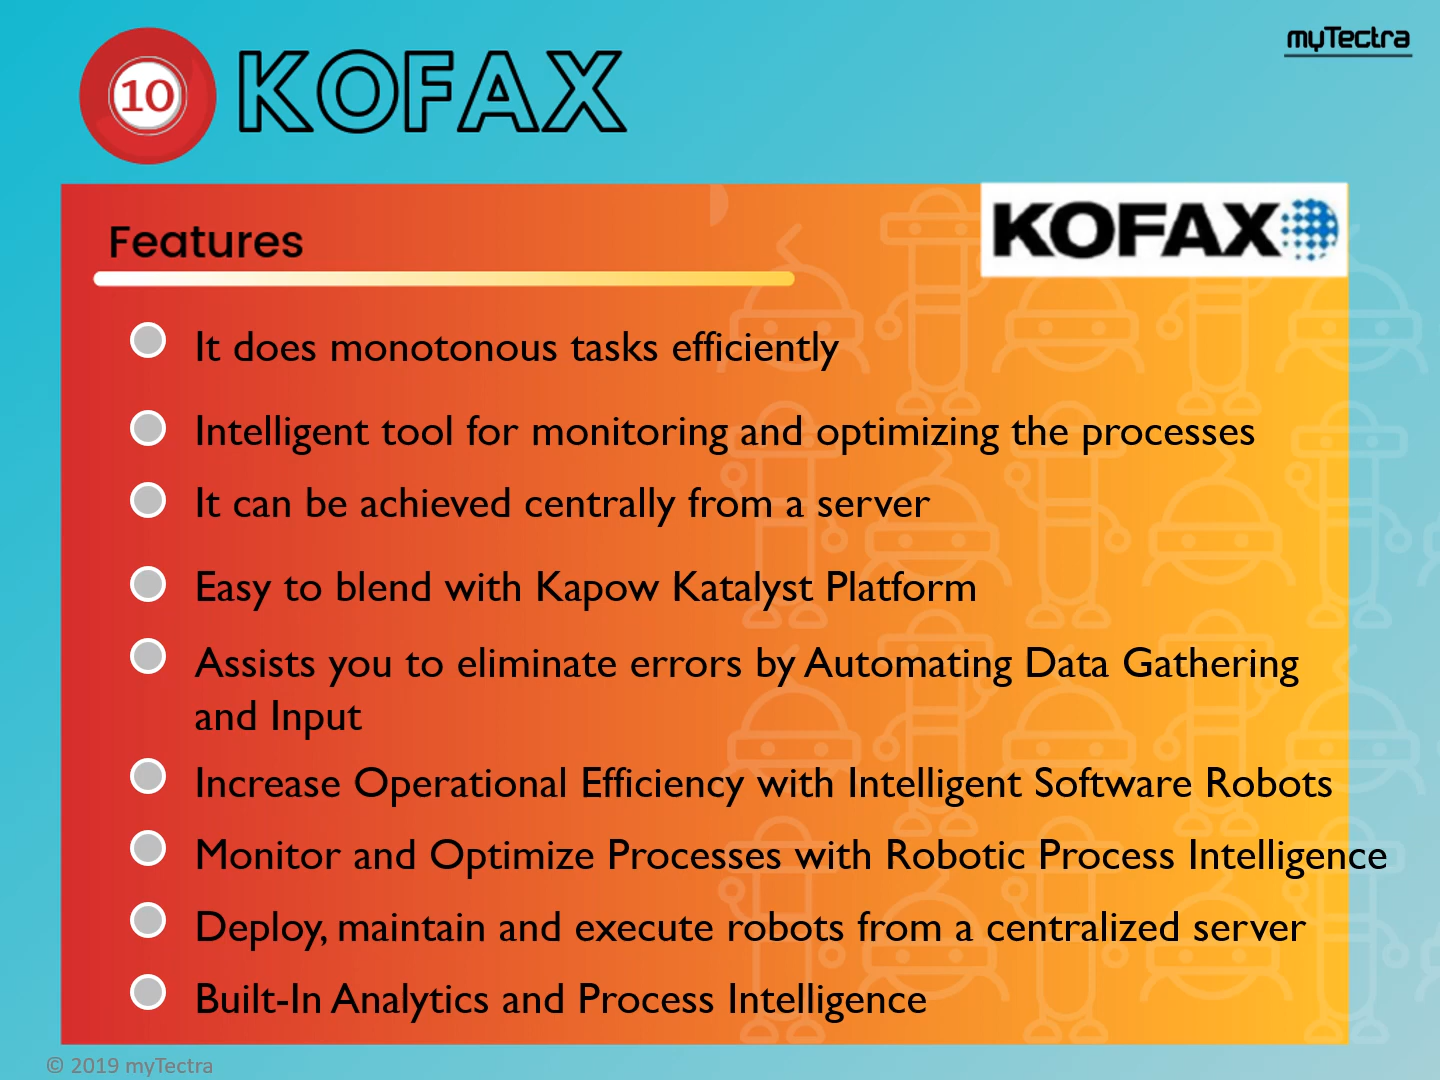 10
KOFAX
myTectra
Features
KOFAX
It does monotonous tasks efficiently
Intelligent tool for monitoring and optimizing the processes
It can be achieved centrally from a server
Easy to blend with Kapow Katalyst Platform
Assists you to eliminate errors by Automating Data Gathering
and Input
Increase Operational Efficiency with Intelligent Software Robots
Monitor and Optimize Processes with Robotic Process Intelligence
Deploy, maintain and execute robots from a centralized server
Built-In Analytics and Process Intelligence
© 2019 myTectra